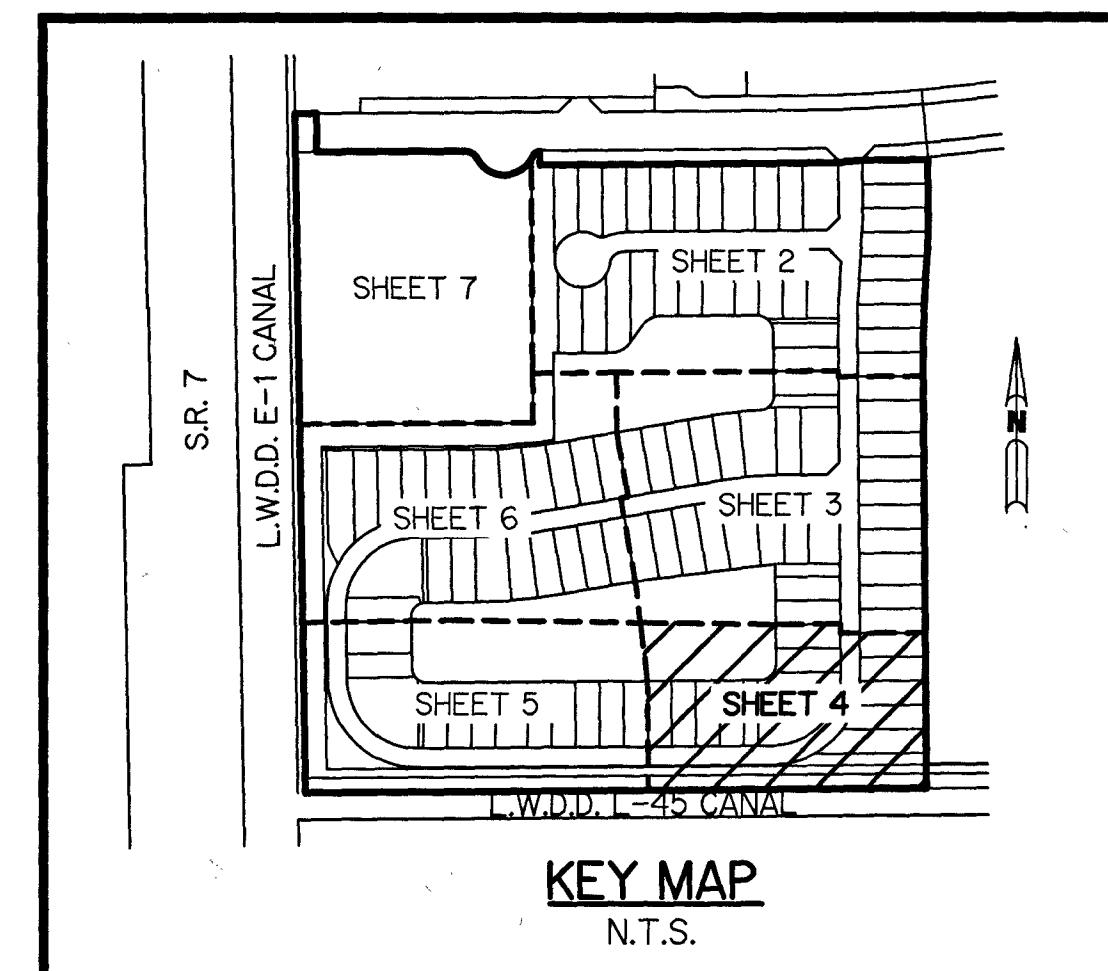 SHEET 2
SHEET 7
L.W.D.D. E-1 CANAL
S.R. 7
N
SHEET 6
SHEET 3
SHEET 5
SHEET 4
L.W.D.D. L-45 CANAL
KEY MAP
N.T.S.